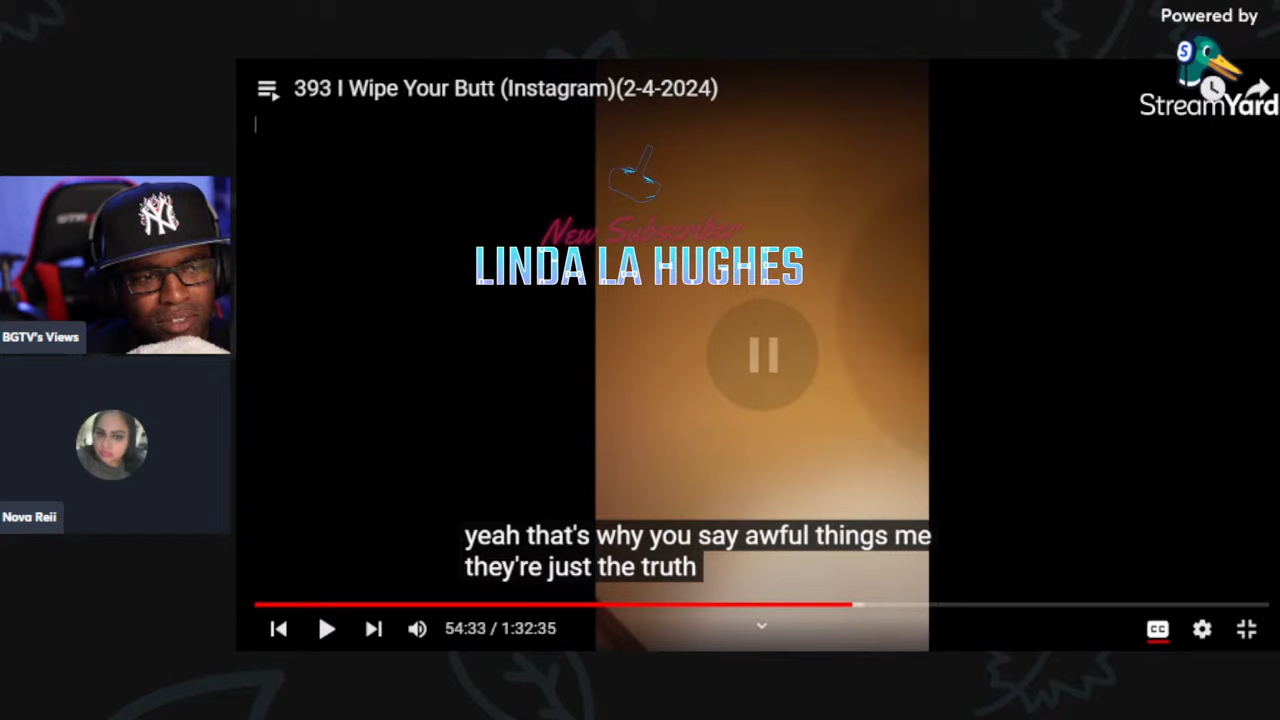 Powered by
StreamYard
393 I Wipe Your Butt (Instagram)(2-4-2024)
New Subscriber
LINDA LA HUGHES
BGTV's Views
Nova Reii
yeah that's why you say awful things me
they're just the truth
54:33 / 1:32:35
CC